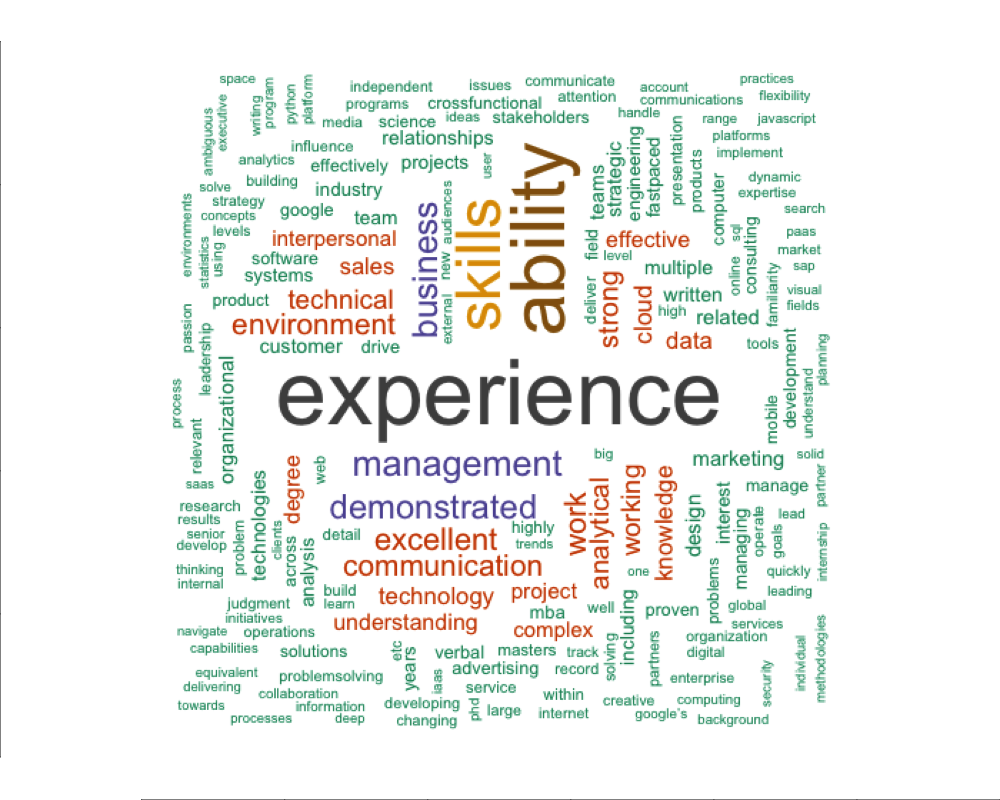 space
independent
issues
communicate
practices
program
python
platform
writing
programs
crossfunctional
attention
account
communications
flexibility
ambiguous
executive
media
science
ideas
stakeholders
handle
range
javascript
relationships
platforms
influence
analytics
effectively
projects
user
ability
teams
strategic
engineering
fastpaced
presentation
products
implement
solve
building
industry
dynamic
expertise
strategy
concepts
google
team
business
new audiences
skills
computer
search
environments
levels
interpersonal
field
effective
sql
consulting
paas
statistics
using
software
systems
sales
level
multiple
online
market
sap
product
technical
external
deliver
strong
cloud
written
high
familiarity
visual
fields
passion
environment
related
leadership
customer
drive
data
tools
development
understand
planning
process
organizational
experience
mobile
relevant
saas
degree
web
management
big
marketing
solid
research
results
technologies
demonstrated
work
analytical
working
knowledge
design
interest
manage
partner
senior
develop
problem
clients
across
analysis
detail
excellent
highly
trends
managing
operate
goals
lead
internship
thinking
internal
communication
one
problems
quickly
leading
judgment
initiatives
build
learn
technology
project
mba
well
including
proven
global
services
navigate
operations
understanding
complex
organization
capabilities
solutions
etc
years
verbal
masters
track
solving
partners
digital
individual
methodologies
equivalent
delivering
problemsolving
advertising
record
enterprise
security
towards
collaboration
information
iaas
service
within
creative
computing
processes
deep
developing
changing
phd
large
internet
google's
background